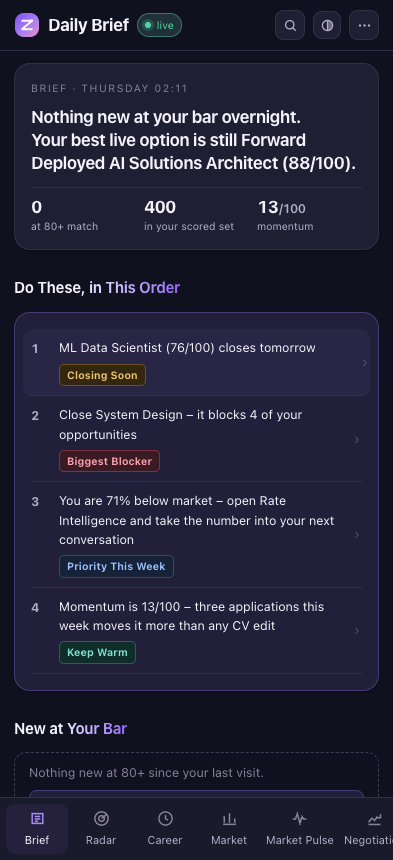 Z Daily Brief live
BRIEF · THURSDAY 02:11
Nothing new at your bar overnight.
Your best live option is still Forward
Deployed AI Solutions Architect (88/100).
0 400 13/100
at 80+ match in your scored set momentum
Do These, in This Order
1 ML Data Scientist (76/100) closes tomorrow
Closing Soon
2 Close System Design – it blocks 4 of your
opportunities
Biggest Blocker
3 You are 71% below market – open Rate
Intelligence and take the number into your next
conversation
Priority This Week
4 Momentum is 13/100 – three applications this
week moves it more than any CV edit
Keep Warm
New at Your Bar
Nothing new at 80+ since your last visit.
Brief Radar Career Market Market Pulse